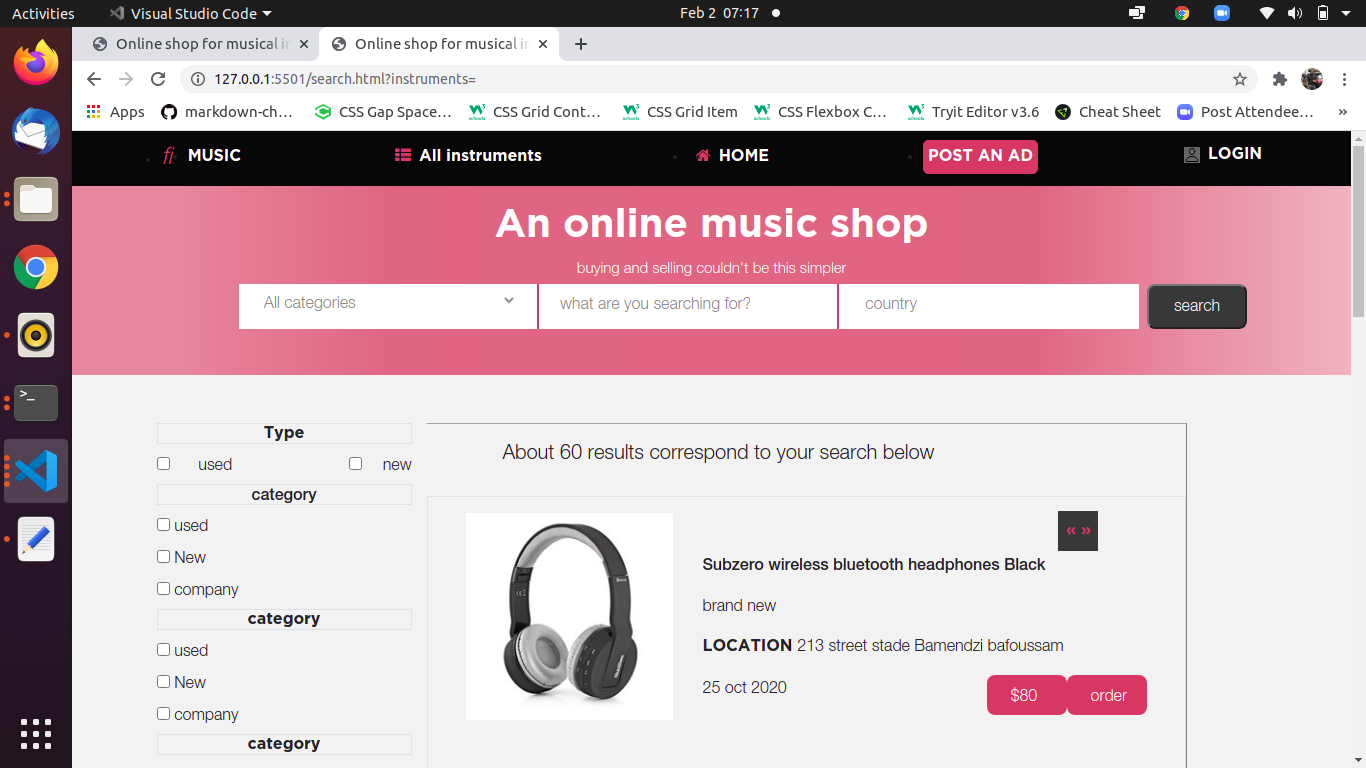 Activities Visual Studio Code Feb 2 07:17
Online shop for musical in Online shop for musical in
127.0.0.1:5501/search.html?instruments=
Apps markdown-ch... CSS Gap Space... CSS Grid Cont... CSS Grid Item CSS Flexbox C... Tryit Editor v3.6 Cheat Sheet Post Attendee... »
MUSIC All instruments HOME POST AN AD LOGIN
An online music shop
buying and selling couldn't be this simpler
All categories what are you searching for? country search
Type
used new
category
used
New
company
category
used
New
company
category
About 60 results correspond to your search below
« »
Subzero wireless bluetooth headphones Black
brand new
LOCATION 213 street stade Bamendzi bafoussam
25 oct 2020 $80 order